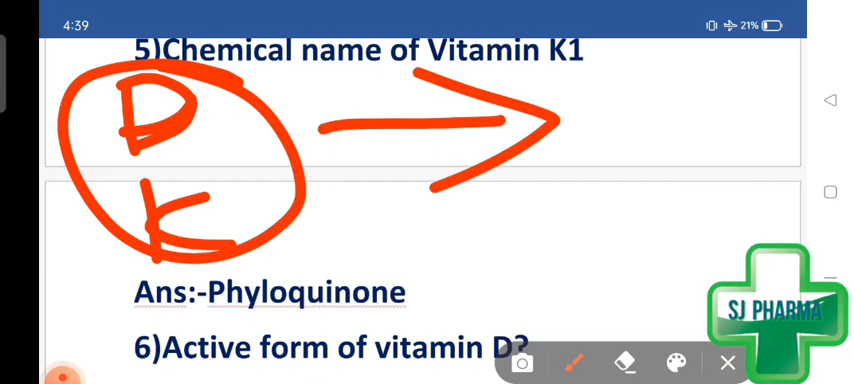 4:39
21%
5)Chemical name of Vitamin K1
D
K
Ans:-Phyloquinone
SJ PHARMA
6)Active form of vitamin D?